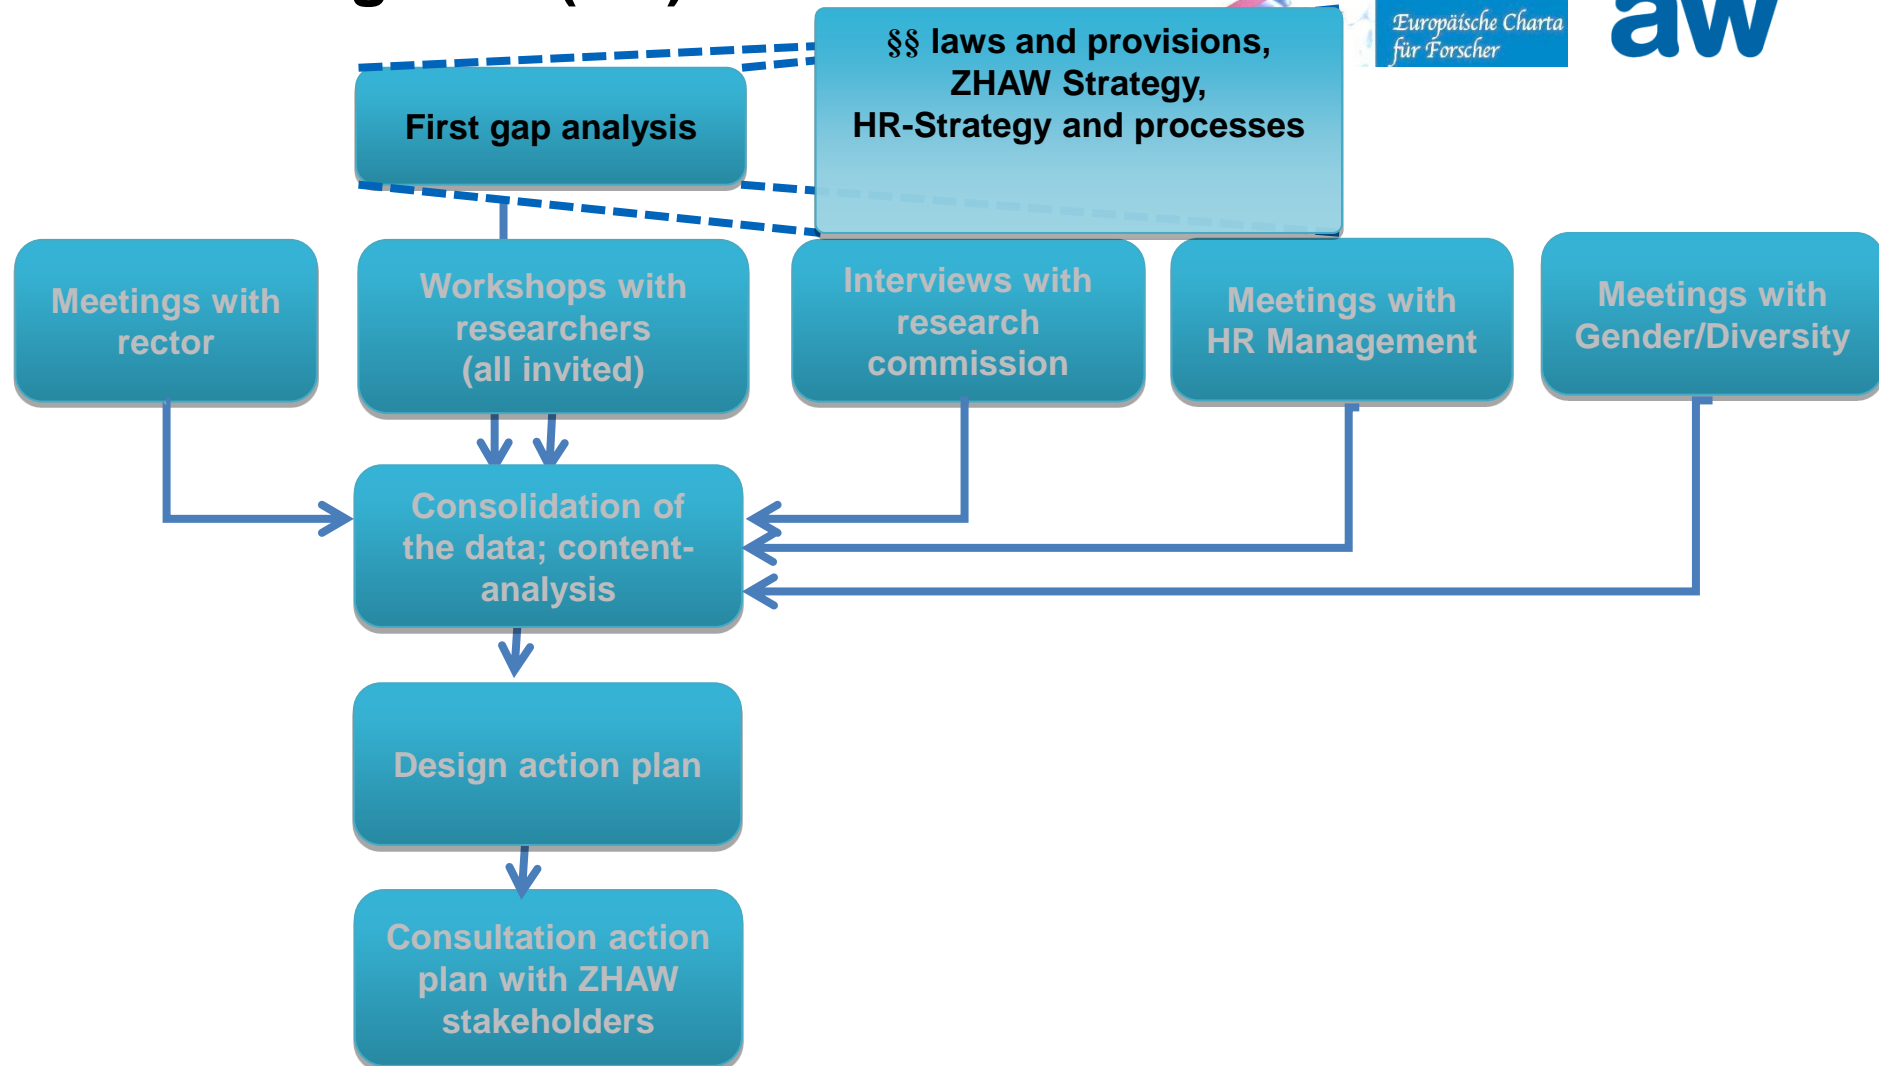 Europäische Charta
für Forscher
aw
§§ laws and provisions,
ZHAW Strategy,
HR-Strategy and processes
First gap analysis
Meetings with
rector
Workshops with
researchers
(all invited)
Interviews with
research
commission
Meetings with
HR Management
Meetings with
Gender/Diversity
Consolidation of
the data; content-
analysis
Design action plan
Consultation action
plan with ZHAW
stakeholders